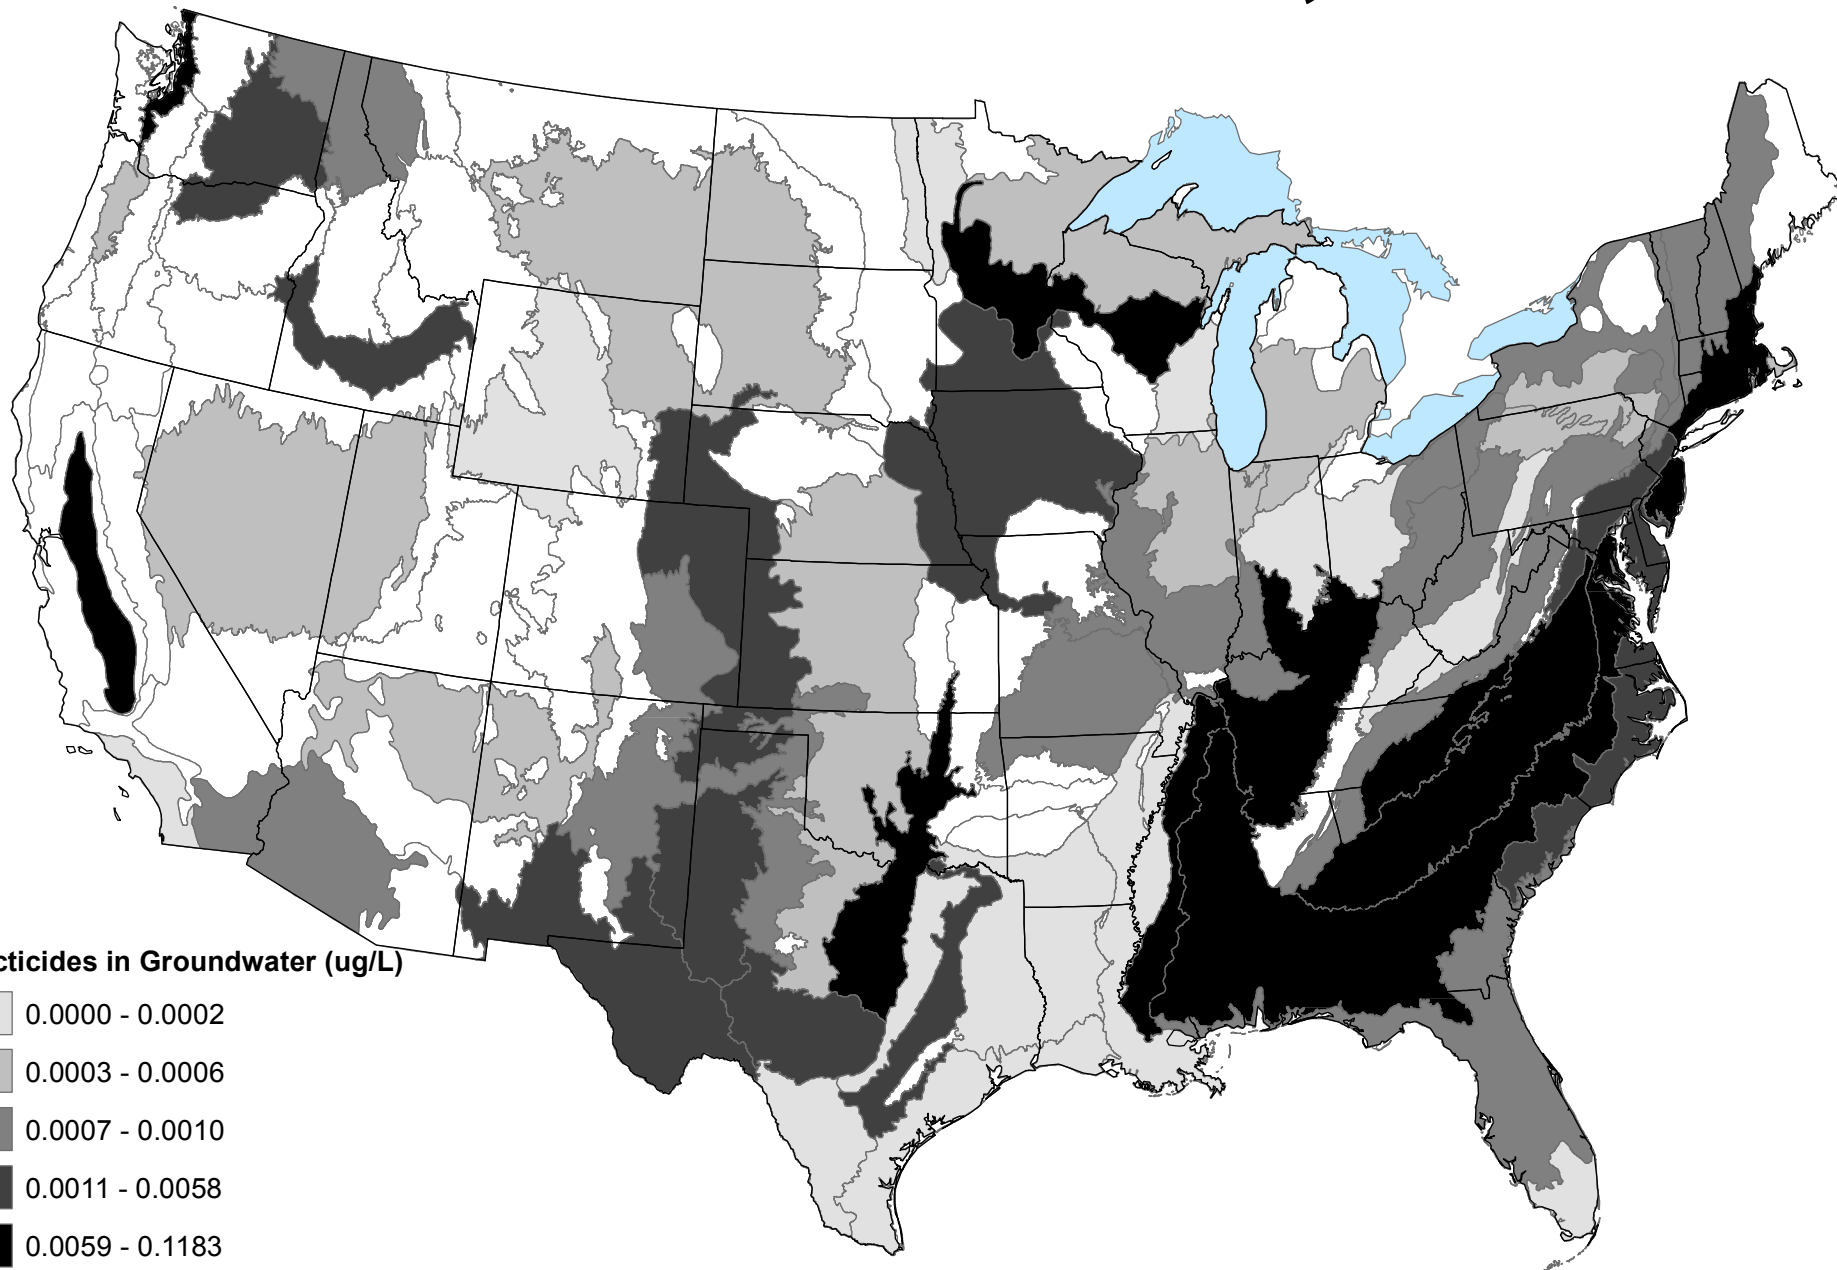 cticides in Groundwater (ug/L)
0.0000 - 0.0002
0.0003 - 0.0006
0.0007 - 0.0010
0.0011 - 0.0058
0.0059 - 0.1183